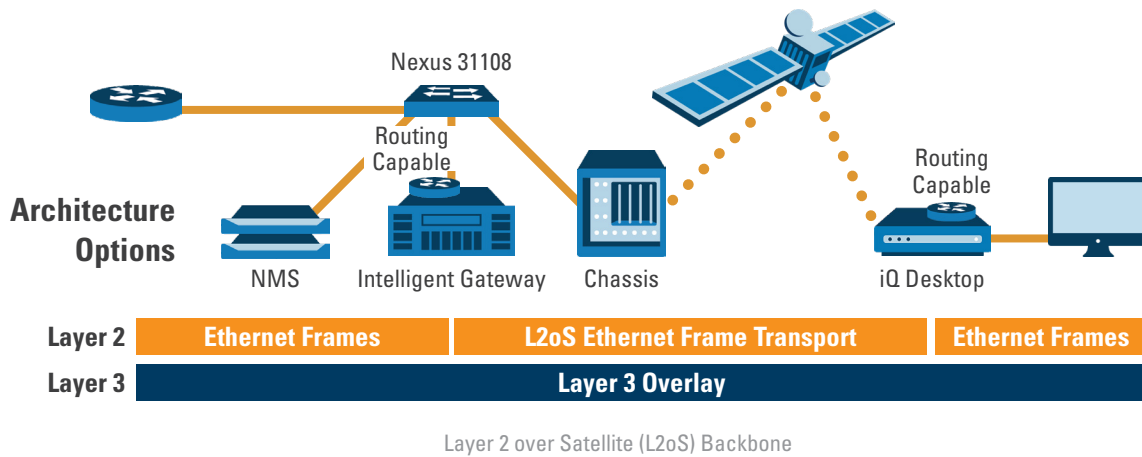 Nexus 31108
Routing
Capable
Routing
Capable
Architecture
Options
NMS
Intelligent Gateway
Chassis
iQ Desktop
Layer 2
Ethernet Frames
L2oS Ethernet Frame Transport
Ethernet Frames
Layer 3
Layer 3 Overlay
Layer 2 over Satellite (L2oS) Backbone